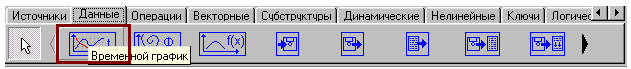 Источники Данные Операции Векторные Субструктуры Динамические Нелинейные Ключи Логичес
t Φ f(x)
Временной график